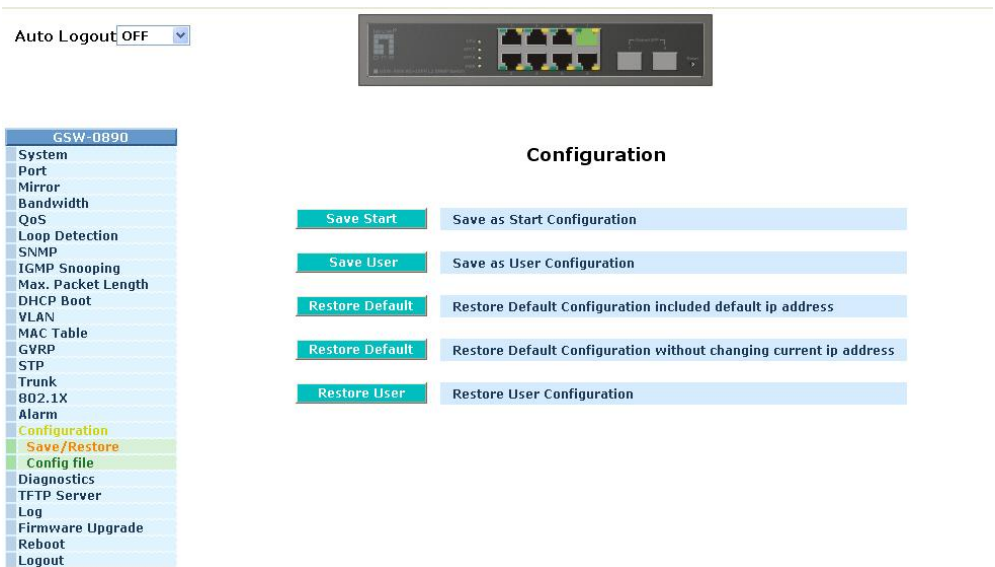 Auto Logout OFF
GSW-0890
System
Port
Mirror
Bandwidth
QoS
Loop Detection
SNMP
IGMP Snooping
Max. Packet Length
DHCP Boot
VLAN
MAC Table
GVRP
STP
Trunk
802.1X
Alarm
Configuration
Save/Restore
Config file
Diagnostics
TFTP Server
Log
Firmware Upgrade
Reboot
Logout
Configuration
Save Start Save as Start Configuration
Save User Save as User Configuration
Restore Default Restore Default Configuration included default ip address
Restore Default Restore Default Configuration without changing current ip address
Restore User Restore User Configuration